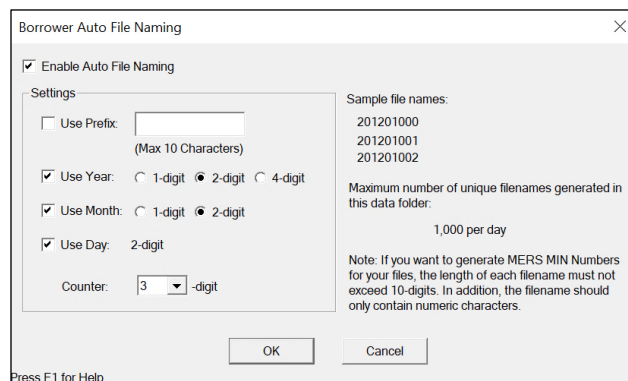 Borrower Auto File Naming
Enable Auto File Naming
Settings
Use Prefix:
(Max 10 Characters)
Use Year: 1-digit 2-digit 4-digit
Use Month: 1-digit 2-digit
Use Day: 2-digit
Counter: 3 -digit
Sample file names:
201201000
201201001
201201002
Maximum number of unique filenames generated in
this data folder:
1,000 per day
Note: If you want to generate MERS MIN Numbers
for your files, the length of each filename must not
exceed 10-digits. In addition, the filename should
only contain numeric characters.
OK Cancel
Press F1 for Help